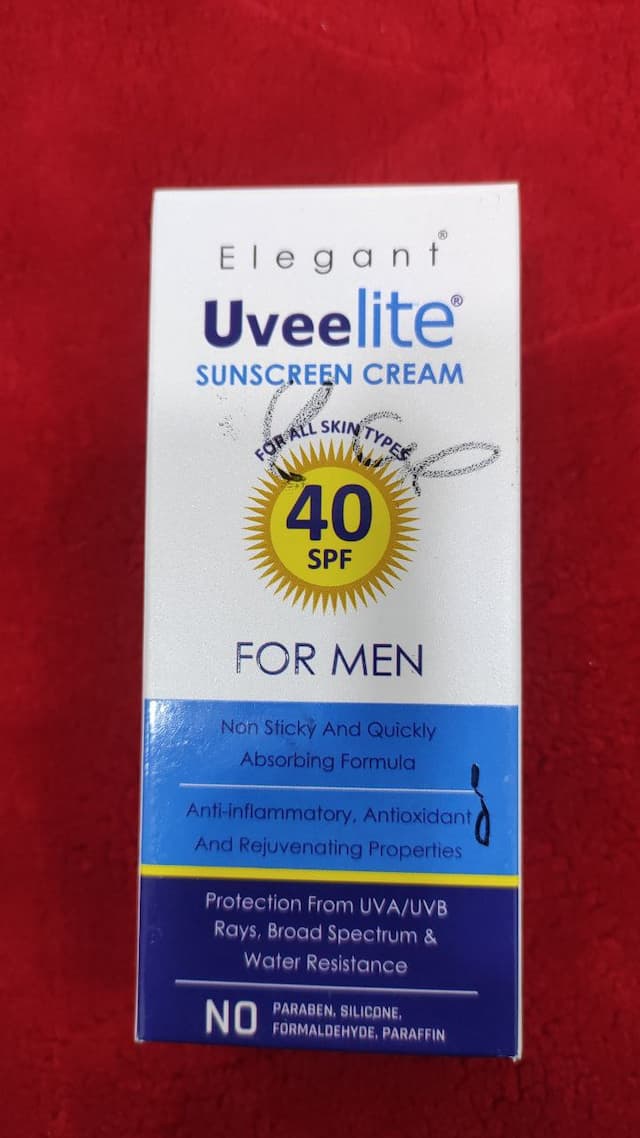 Elegant®
Uveelite®
SUNSCREEN CREAM
FOR ALL SKIN TYPES
40
SPF
FOR MEN
Non Sticky And Quickly
Absorbing Formula
Anti-inflammatory, Antioxidant
And Rejuvenating Properties
Protection From UVA/UVB
Rays, Broad Spectrum &
Water Resistance
NO PARABEN, SILICONE,
FORMALDEHYDE, PARAFFIN